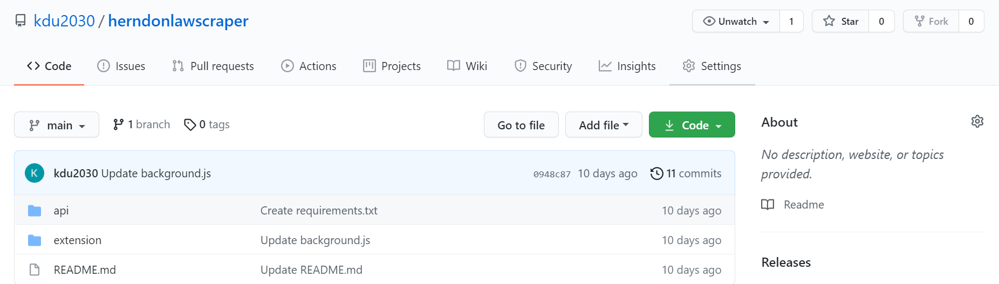 kdu2030 / herndonlawscraper
Unwatch 1 Star 0 Fork 0
Code Issues Pull requests Actions Projects Wiki Security Insights Settings
main 1 branch 0 tags Go to file Add file Code
K kdu2030 Update background.js 0948c87 10 days ago 11 commits
api Create requirements.txt 10 days ago
extension Update background.js 10 days ago
README.md Update README.md 10 days ago
About
No description, website, or topics
provided.
Readme
Releases